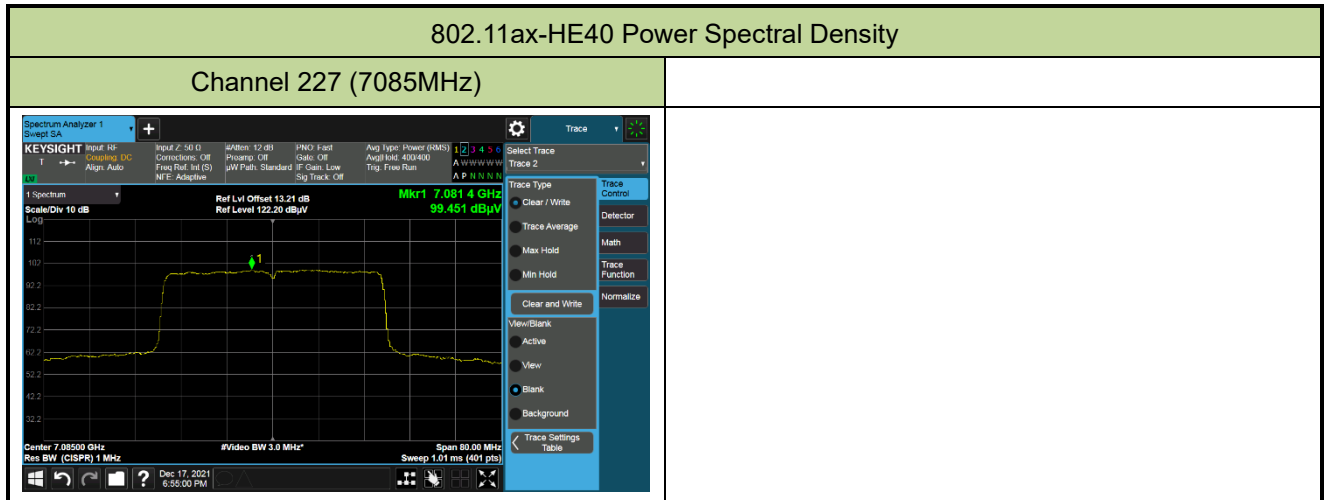 802.11ax-HE40 Power Spectral Density
Channel 227 (7085MHz)
Spectrum Analyzer 1
Swept SA
+
Trace
KEYSIGHT
T
Input: RF
Coupling: DC
Align: Auto
Input Z: 50 Ω
Corrections: Off
Freq Ref: Int (S)
NFE: Adaptive
#Atten: 12 dB
Preamp: Off
µW Path: Standard
PNO: Fast
Gate: Off
IF Gain: Low
Sig Track: Off
Avg Type: Power (RMS)
Avg|Hold: 400/400
Trig: Free Run
1 2 3 4 5 6
A W W W W W
A P N N N N
Select Trace
Trace 2
1 Spectrum
Scale/Div 10 dB
Log
Ref Lvl Offset 13.21 dB
Ref Level 122.20 dBµV
Mkr1 7.081 4 GHz
99.451 dBµV
1
112
102
92.2
82.2
72.2
62.2
52.2
42.2
32.2
Center 7.08500 GHz
Res BW (CISPR) 1 MHz
#Video BW 3.0 MHz*
Span 80.00 MHz
Sweep 1.01 ms (401 pts)
Trace Type
Clear / Write
Trace Average
Max Hold
Min Hold
Clear and Write
View/Blank
Active
View
Blank
Background
Trace Settings
Table
Trace
Control
Detector
Math
Trace
Function
Normalize
?
Dec 17, 2021
6:55:00 PM